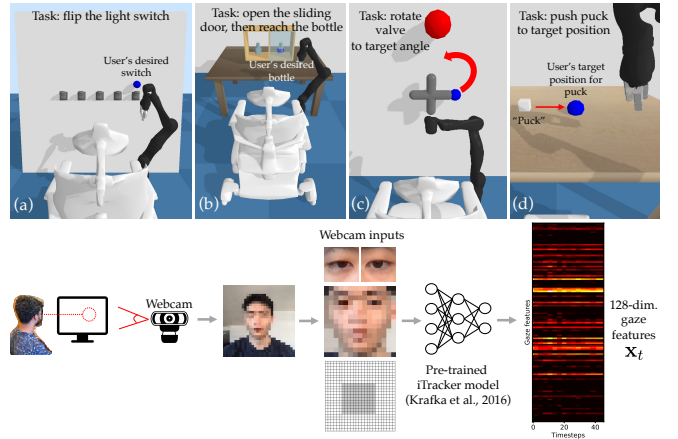 Task: flip the light switch
User's desired
switch
(a)
Task: open the sliding
door, then reach the bottle
User's desired
bottle
(b)
Task: rotate
valve
to target angle
(c)
Task: push puck
to target position
User's target
position for
puck
"Puck"
(d)
Webcam
Webcam inputs
Pre-trained
iTracker model
(Krafka et al., 2016)
Gaze features
0
20
40
Timesteps
128-dim.
gaze
features
𝐱ₜ